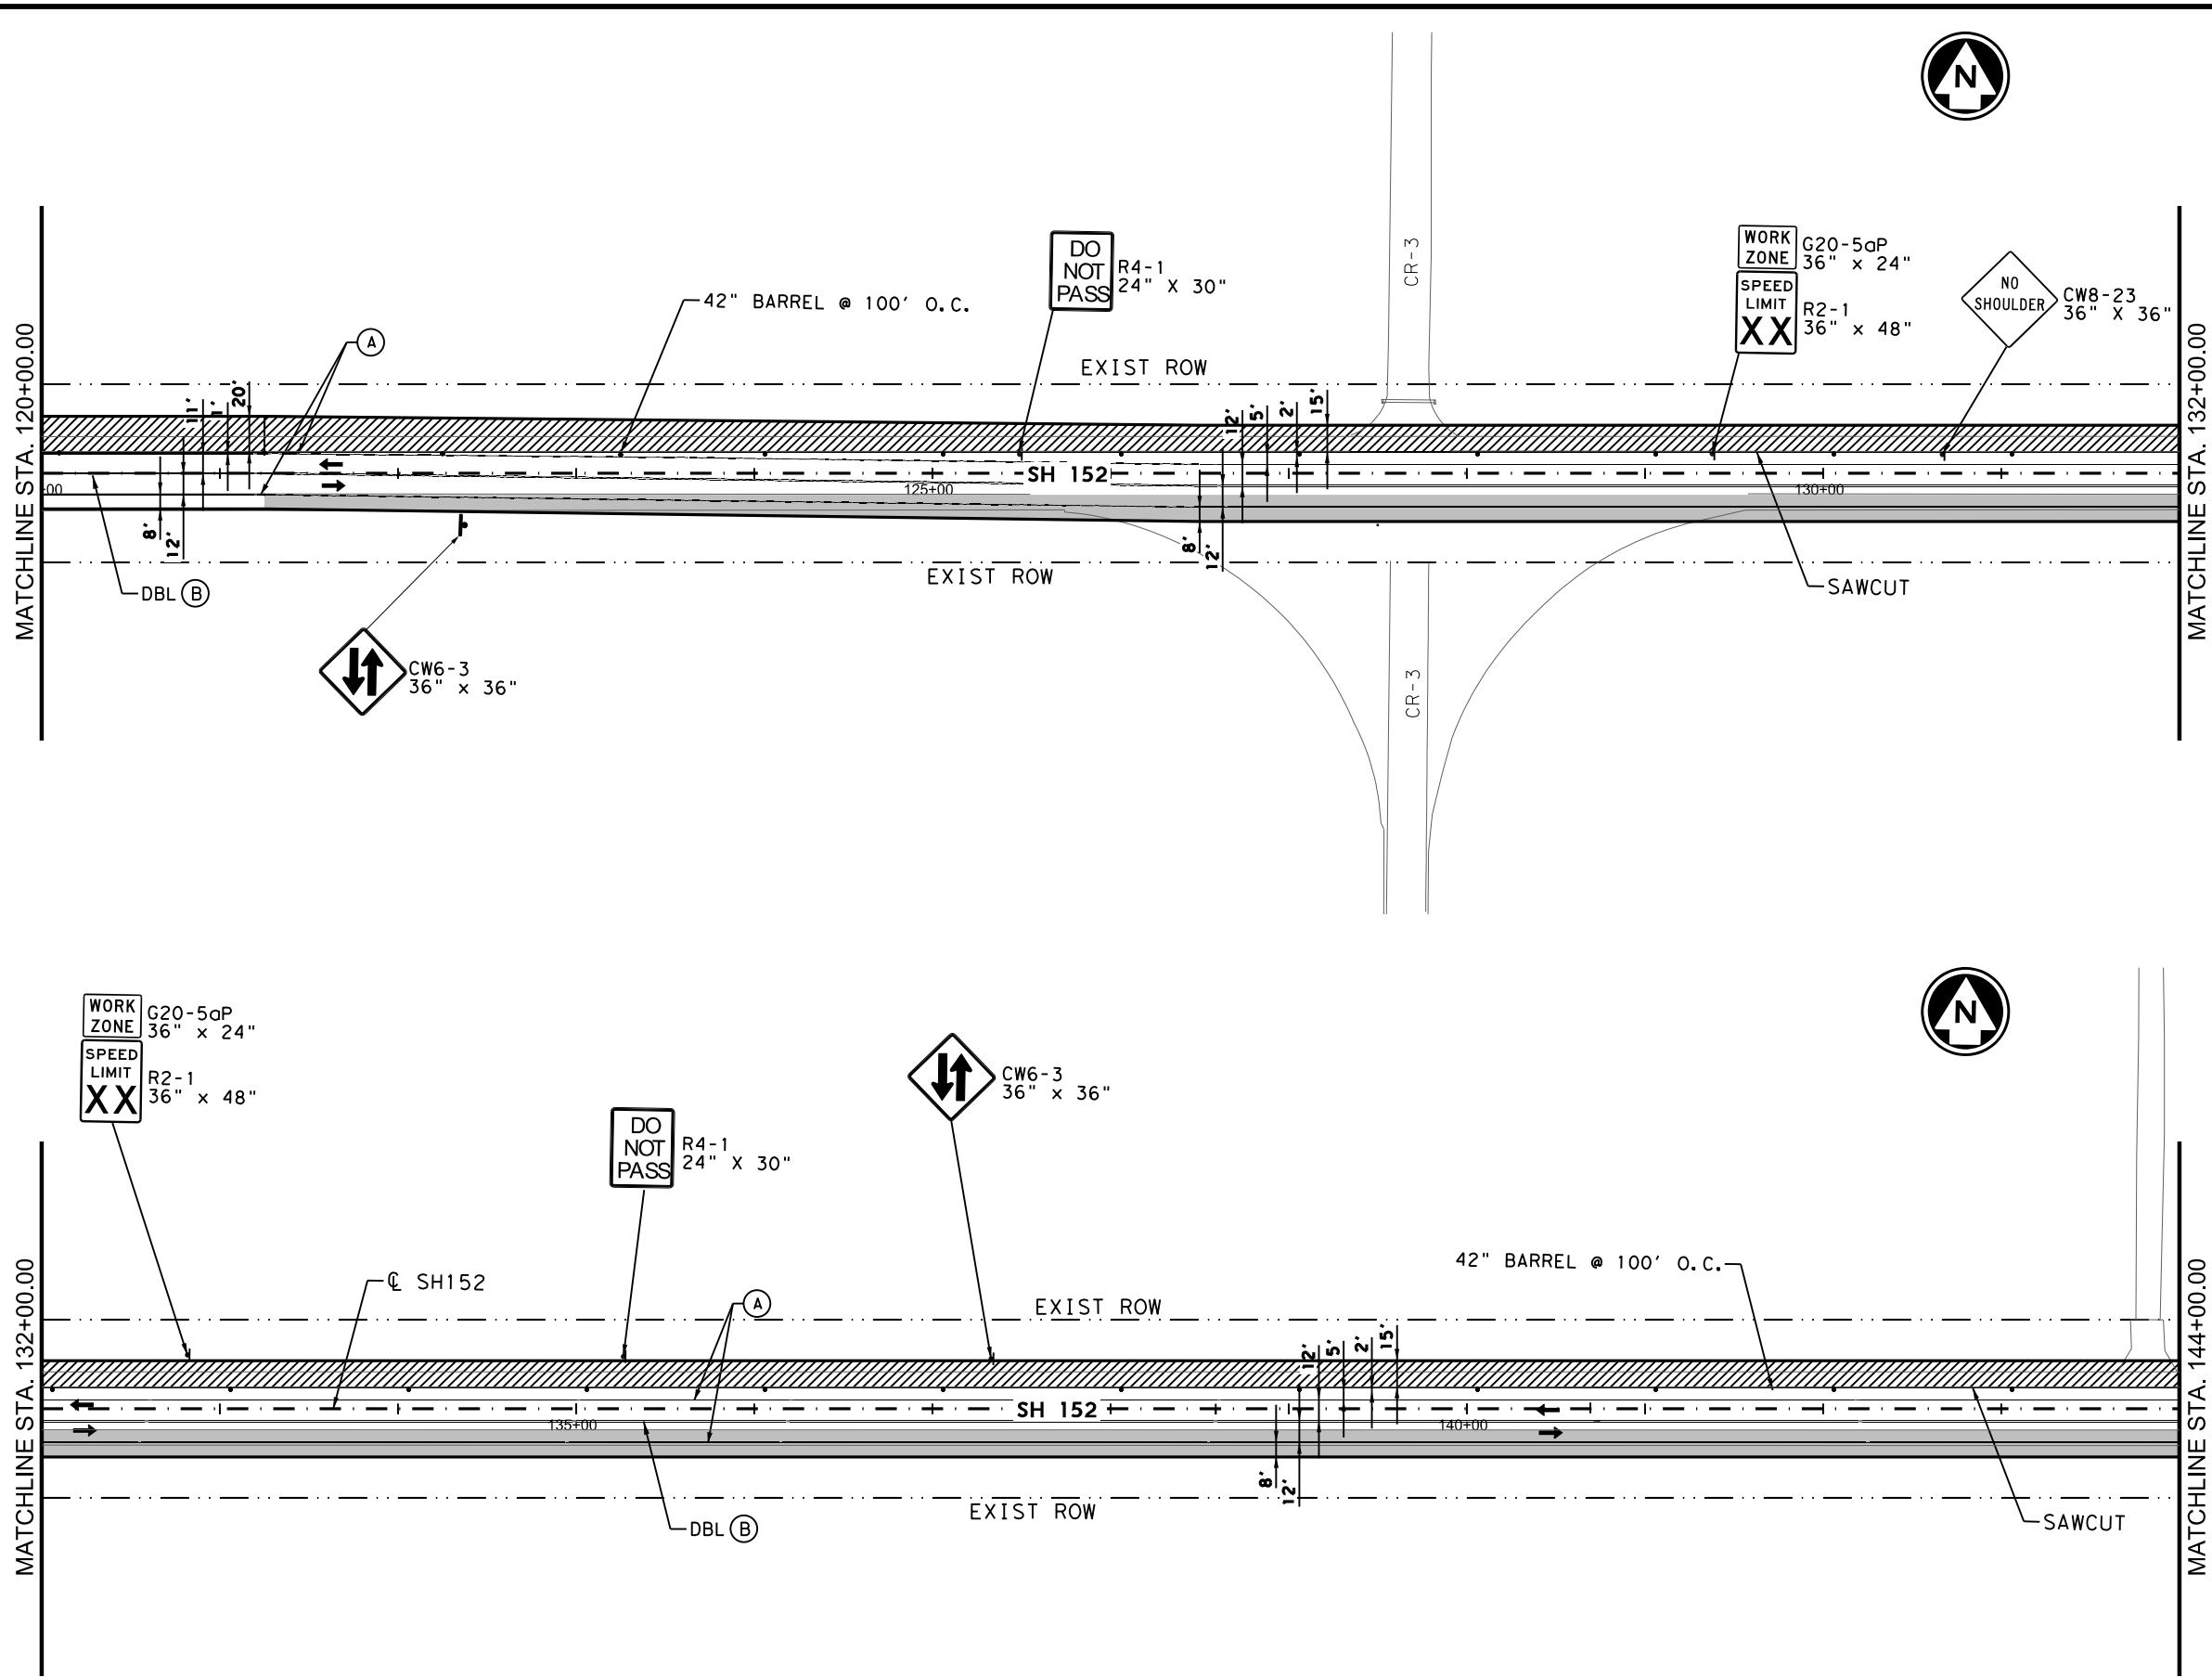 N
DO
NOT
PASS
R4-1
24" X 30"
WORK
ZONE
G20-5aP
36" x 24"
SPEED
LIMIT
XX
R2-1
36" x 48"
NO
SHOULDER
CW8-23
36" X 36"
CR-3
42" BARREL @ 100' O.C.
A
EXIST ROW
MATCHLINE STA. 120+00.00
MATCHLINE STA. 132+00.00
11'
1'
20'
12'
5'
2'
15'
SH 152
00
125+00
130+00
8'
12'
8'
12'
EXIST ROW
DBL B
SAWCUT
CW6-3
36" x 36"
CR-3
N
WORK
ZONE
G20-5aP
36" x 24"
SPEED
LIMIT
XX
R2-1
36" x 48"
DO
NOT
PASS
R4-1
24" X 30"
CW6-3
36" x 36"
42" BARREL @ 100' O.C.
℄ SH152
A
EXIST ROW
MATCHLINE STA. 132+00.00
MATCHLINE STA. 144+00.00
12'
5'
2'
15'
SH 152
135+00
140+00
8'
12'
EXIST ROW
DBL B
SAWCUT